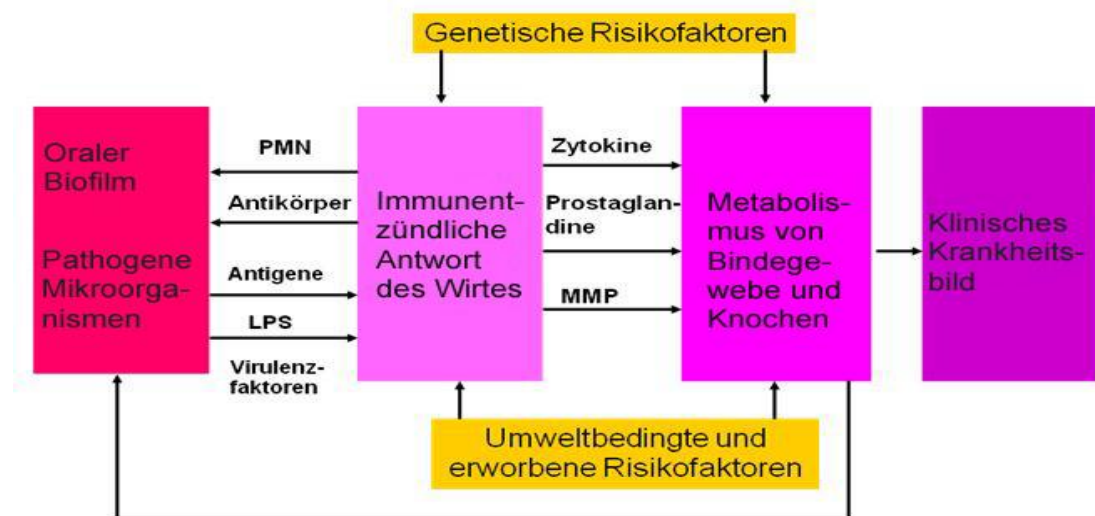 Genetische Risikofaktoren
Oraler
Biofilm
Pathogene
Mikroorga-
nismen
PMN
Antikörper
Antigene
LPS
Virulenz-
faktoren
Immunent-
zündliche
Antwort
des Wirtes
Zytokine
Prostaglan-
dine
MMP
Metabolis-
mus von
Bindege-
webe und
Knochen
Klinisches
Krankheits-
bild
Umweltbedingte und
erworbene Risikofaktoren